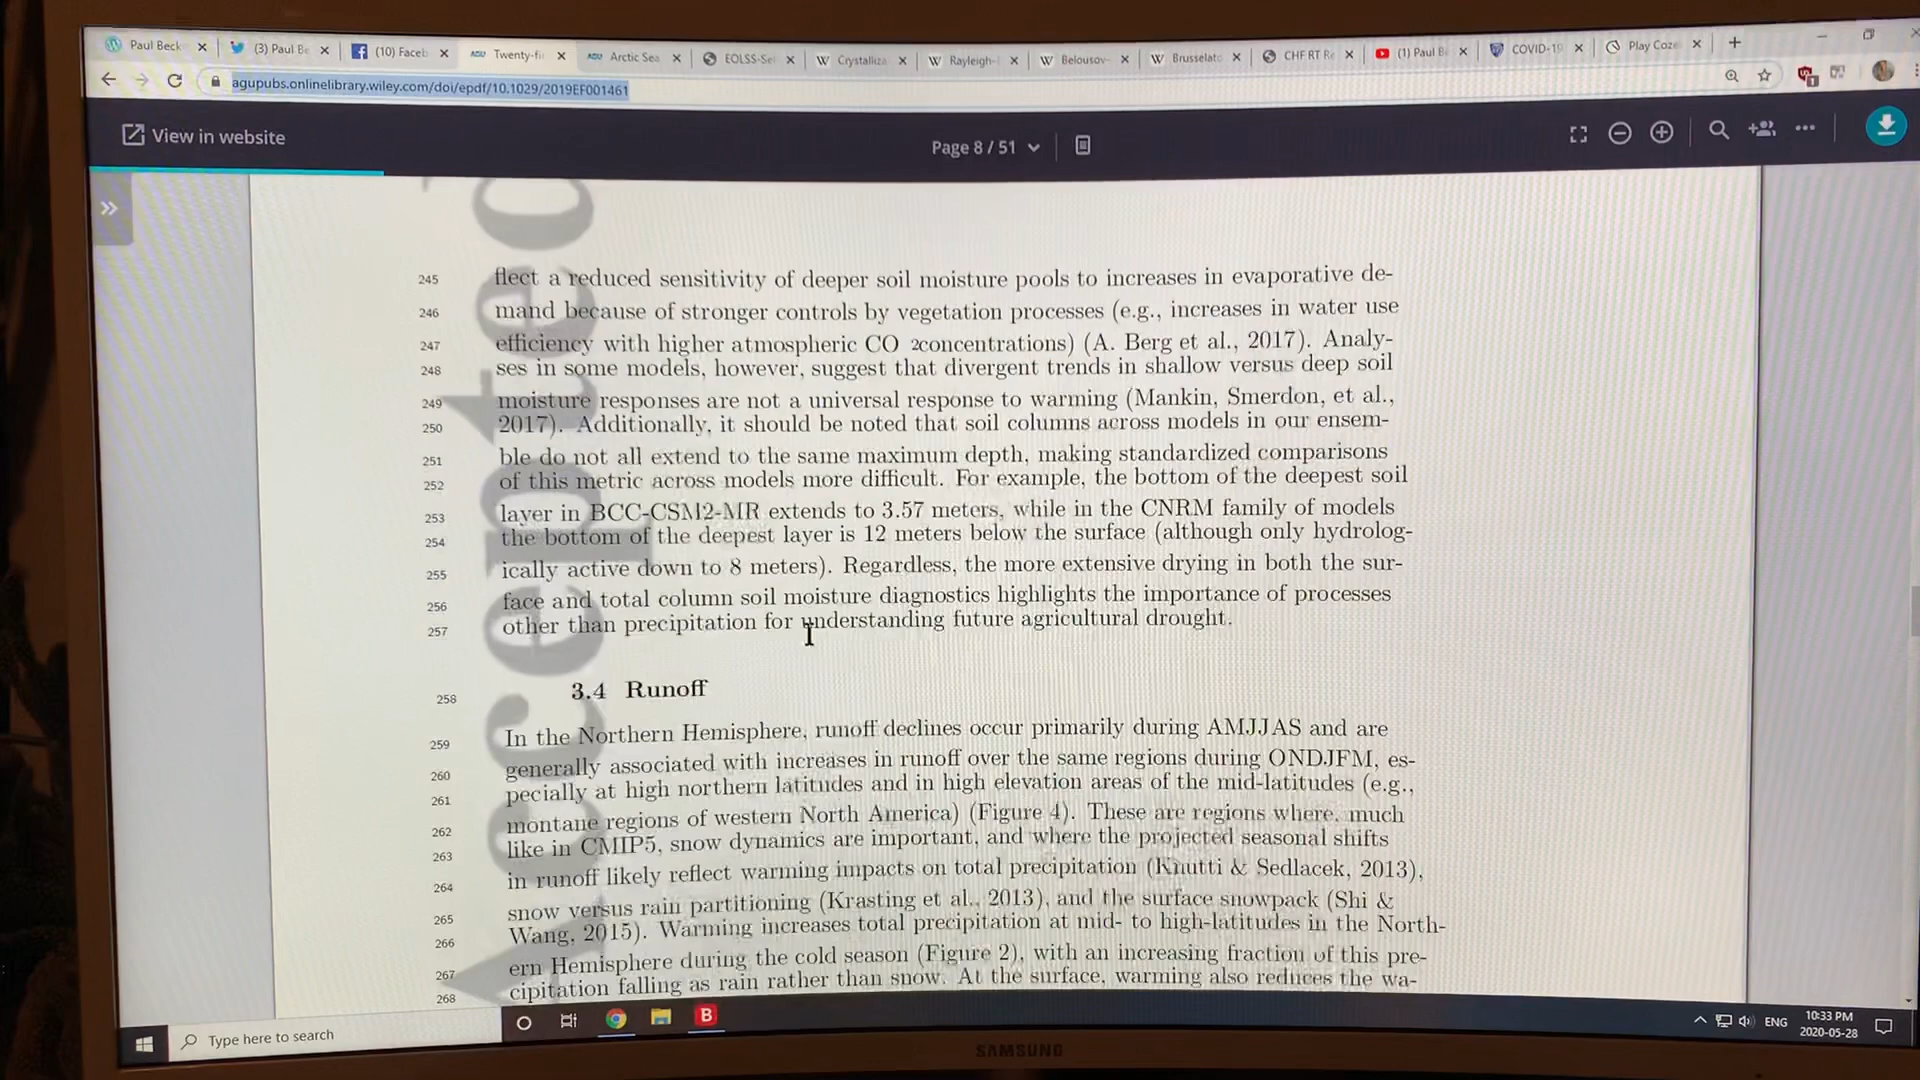 Paul Beck
(3) Paul Be
(10) Faceb
Twenty-fi
Arctic Sea
EOLSS-Sel
Crystalliza
Rayleigh-
Belousov-
Brusselato
CHF RT Re
(1) Paul B
COVID-19
Play Coze
agupubs.onlinelibrary.wiley.com/doi/epdf/10.1029/2019EF001461
View in website
Page 8 / 51
Accepted
245 flect a reduced sensitivity of deeper soil moisture pools to increases in evaporative de-
246 mand because of stronger controls by vegetation processes (e.g., increases in water use
247 efficiency with higher atmospheric CO 2concentrations) (A. Berg et al., 2017). Analy-
248 ses in some models, however, suggest that divergent trends in shallow versus deep soil
249 moisture responses are not a universal response to warming (Mankin, Smerdon, et al.,
250 2017). Additionally, it should be noted that soil columns across models in our ensem-
251 ble do not all extend to the same maximum depth, making standardized comparisons
252 of this metric across models more difficult. For example, the bottom of the deepest soil
253 layer in BCC-CSM2-MR extends to 3.57 meters, while in the CNRM family of models
254 the bottom of the deepest layer is 12 meters below the surface (although only hydrolog-
255 ically active down to 8 meters). Regardless, the more extensive drying in both the sur-
256 face and total column soil moisture diagnostics highlights the importance of processes
257 other than precipitation for understanding future agricultural drought.
258 3.4 Runoff
259 In the Northern Hemisphere, runoff declines occur primarily during AMJJAS and are
260 generally associated with increases in runoff over the same regions during ONDJFM, es-
261 pecially at high northern latitudes and in high elevation areas of the mid-latitudes (e.g.,
262 montane regions of western North America) (Figure 4). These are regions where, much
263 like in CMIP5, snow dynamics are important, and where the projected seasonal shifts
264 in runoff likely reflect warming impacts on total precipitation (Knutti & Sedlacek, 2013),
265 snow versus rain partitioning (Krasting et al., 2013), and the surface snowpack (Shi &
266 Wang, 2015). Warming increases total precipitation at mid- to high-latitudes in the North-
267 ern Hemisphere during the cold season (Figure 2), with an increasing fraction of this pre-
268 cipitation falling as rain rather than snow. At the surface, warming also reduces the wa-
Type here to search
B
ENG
10:33 PM
2020-05-28
SAMSUNG